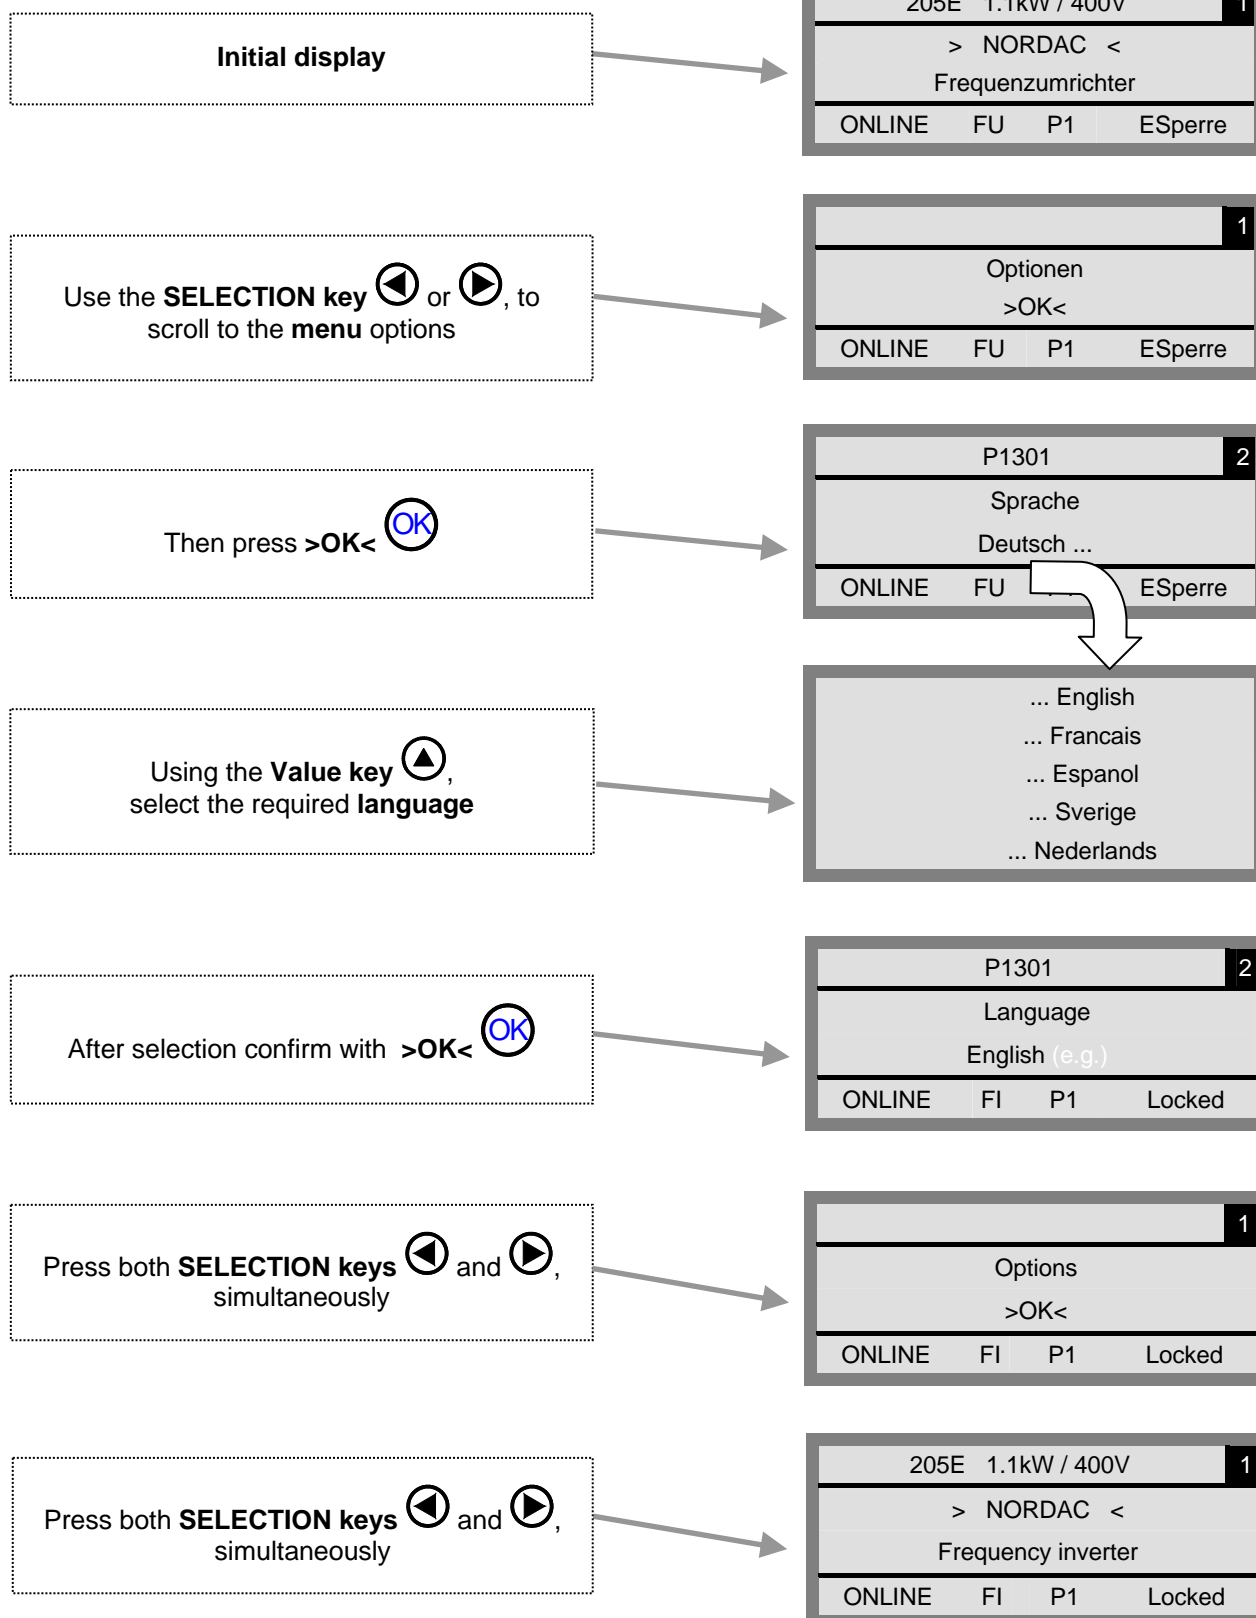 Initial display
205E 1.1kW / 400V 1
> NORDAC <
Frequenzumrichter
ONLINE FU P1 ESperre
Use the SELECTION key or , to
scroll to the menu options
1
Optionen
>OK<
ONLINE FU P1 ESperre
Then press >OK< OK
P1301 2
Sprache
Deutsch ...
ONLINE FU ESperre
Using the Value key ,
select the required language
... English
... Francais
... Espanol
... Sverige
... Nederlands
After selection confirm with >OK< OK
P1301 2
Language
English (e.g.)
ONLINE FI P1 Locked
Press both SELECTION keys and ,
simultaneously
1
Options
>OK<
ONLINE FI P1 Locked
Press both SELECTION keys and ,
simultaneously
205E 1.1kW / 400V 1
> NORDAC <
Frequency inverter
ONLINE FI P1 Locked